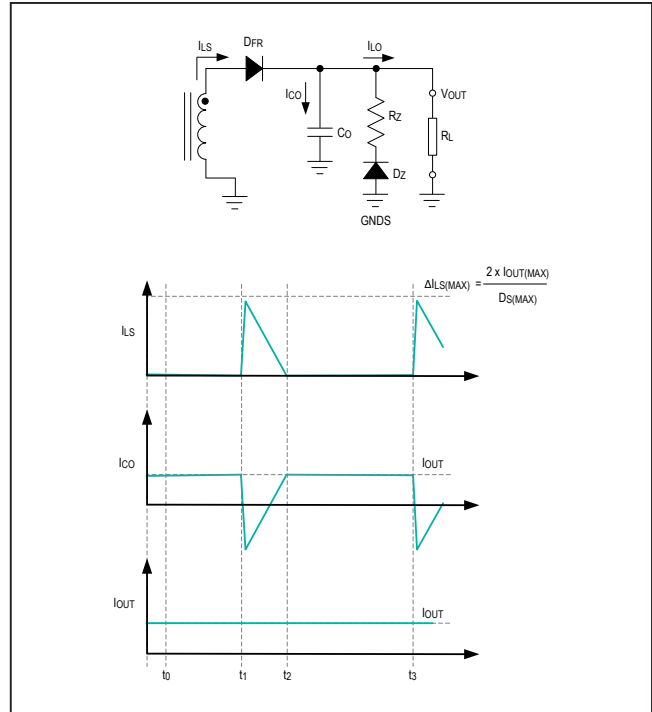 ILS
DFR
ILO
ICO
CO
RZ
DZ
GNDS
VOUT
RL
ΔILS(MAX) = 2 x IOUT(MAX)
DS(MAX)
ILS
ICO
IOUT
IOUT
IOUT
t0
t1
t2
t3